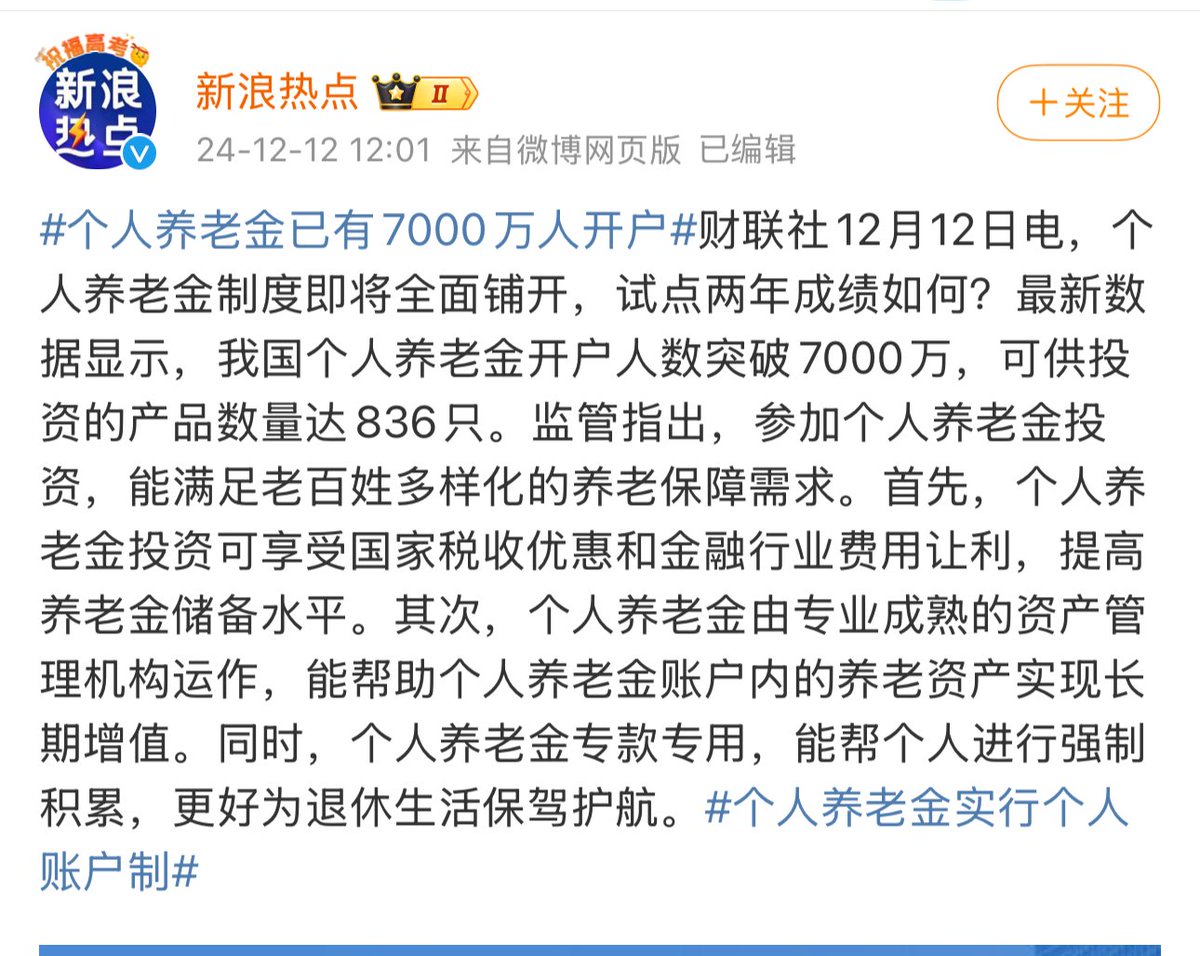 祝福高考
新浪
热点
新浪热点
II
+关注
24-12-12 12:01 来自微博网页版 已编辑
#个人养老金已有7000万人开户#财联社12月12日电，个
人养老金制度即将全面铺开，试点两年成绩如何？最新数
据显示，我国个人养老金开户人数突破7000万，可供投
资的产品数量达836只。监管指出，参加个人养老金投
资，能满足老百姓多样化的养老保障需求。首先，个人养
老金投资可享受国家税收优惠和金融行业费用让利，提高
养老金储备水平。其次，个人养老金由专业成熟的资产管
理机构运作，能帮助个人养老金账户内的养老资产实现长
期增值。同时，个人养老金专款专用，能帮个人进行强制
积累，更好为退休生活保驾护航。#个人养老金实行个人
账户制#